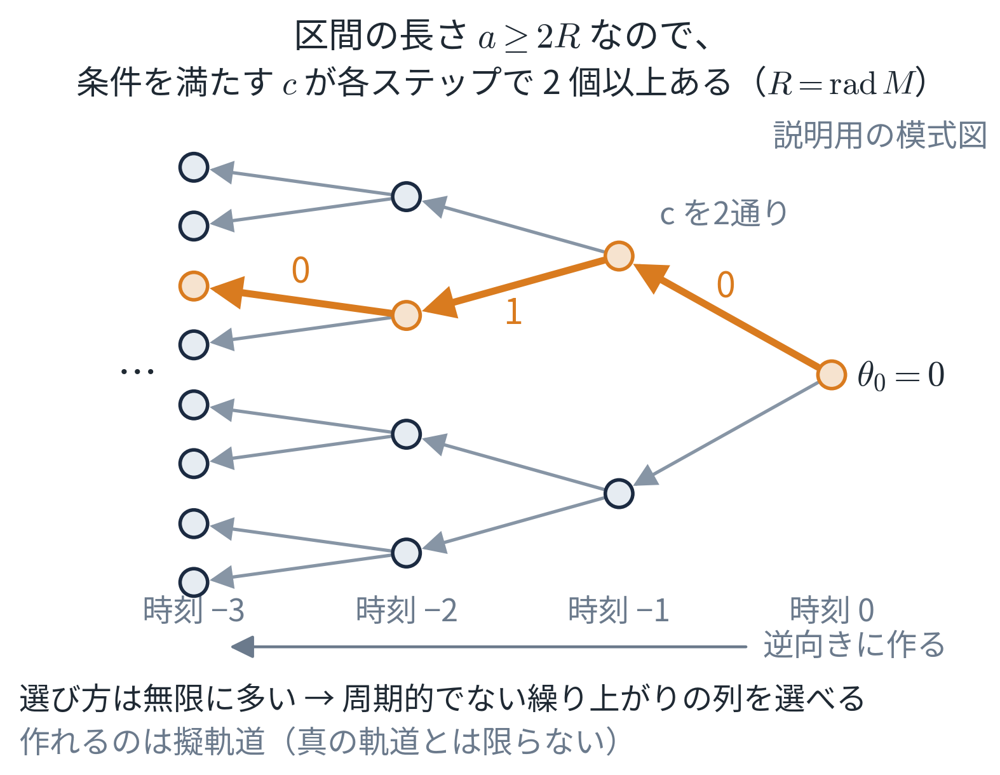 区間の長さ a ≥ 2R なので、
条件を満たす c が各ステップで 2 個以上ある（R = rad M）
説明用の模式図
c を2通り
0
0
1
…
θ₀ = 0
時刻 −3
時刻 −2
時刻 −1
時刻 0
逆向きに作る
選び方は無限に多い → 周期的でない繰り上がりの列を選べる
作れるのは擬軌道（真の軌道とは限らない）